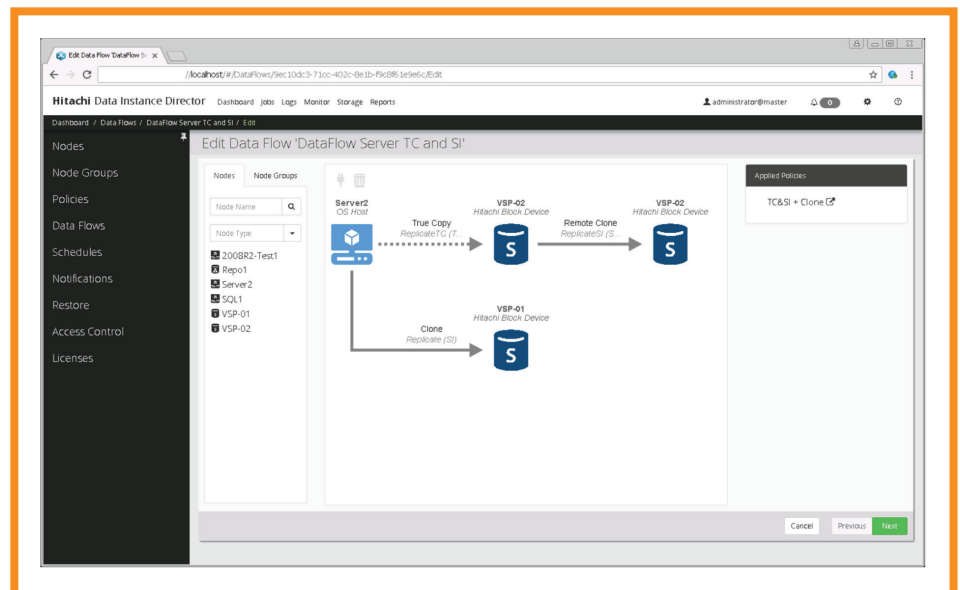 Edit Data Flow 'DataFlow S
//localhost/#/DataFlows/9ec10dc3-71cc-402c-8e1b-f9c8f61e9e6c/Edit
Hitachi Data Instance Director Dashboard Jobs Logs Monitor Storage Reports administrator@master 0
Dashboard / Data Flows / DataFlow Server TC and SI / Edit
Nodes
Node Groups
Policies
Data Flows
Schedules
Notifications
Restore
Access Control
Licenses
Edit Data Flow 'DataFlow Server TC and SI'
Nodes Node Groups
Node Name
Node Type
2008R2-Test1
Repo1
Server2
SQL1
VSP-01
VSP-02
Server2
OS Host
True Copy
ReplicateTC (T...
VSP-02
Hitachi Block Device
S
Remote Clone
ReplicateSI (S...
VSP-02
Hitachi Block Device
S
Clone
Replicate (SI)
VSP-01
Hitachi Block Device
S
Applied Policies
TC&SI + Clone
Cancel Previous Next